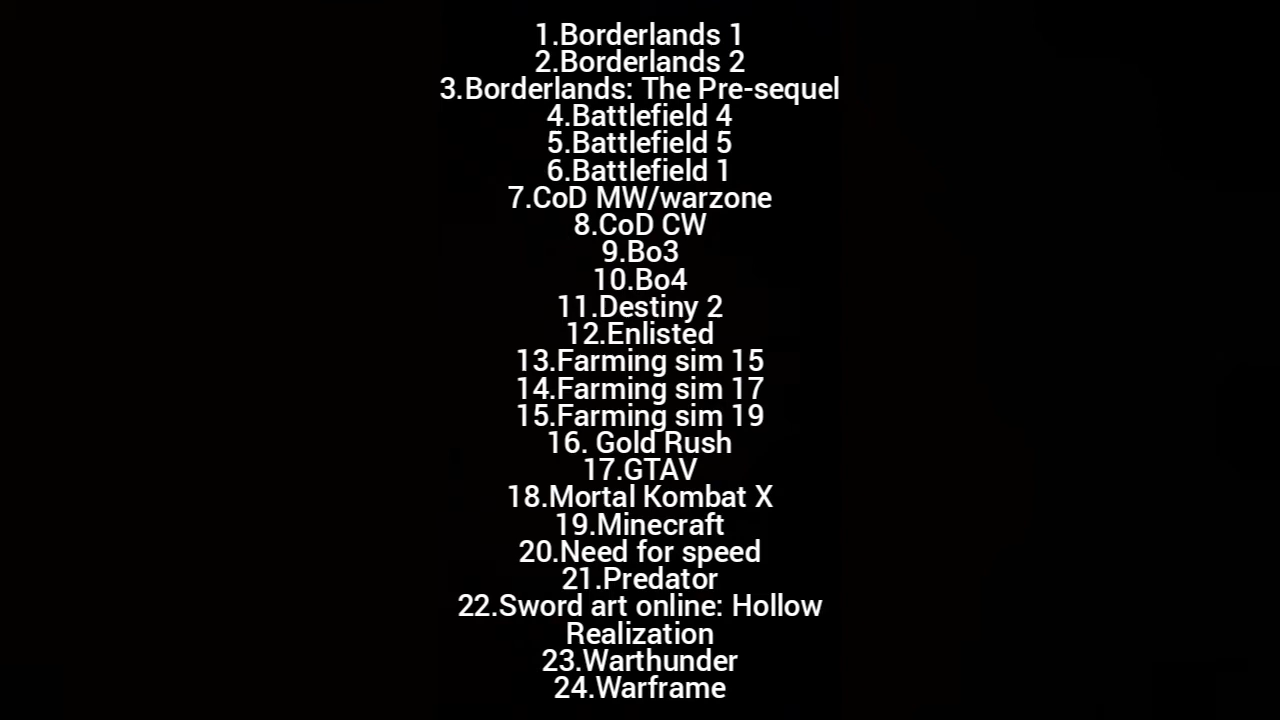 1.Borderlands 1
2.Borderlands 2
3.Borderlands: The Pre-sequel
4.Battlefield 4
5.Battlefield 5
6.Battlefield 1
7.CoD MW/warzone
8.CoD CW
9.Bo3
10.Bo4
11.Destiny 2
12.Enlisted
13.Farming sim 15
14.Farming sim 17
15.Farming sim 19
16. Gold Rush
17.GTAV
18.Mortal Kombat X
19.Minecraft
20.Need for speed
21.Predator
22.Sword art online: Hollow
Realization
23.Warthunder
24.Warframe